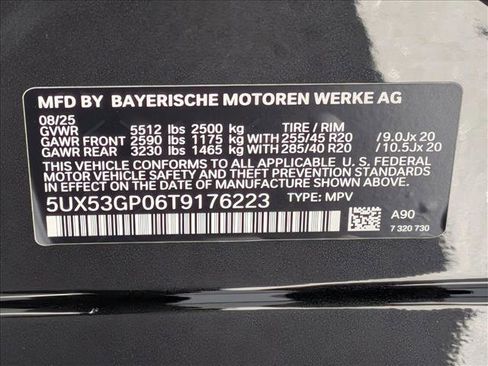 MFD BY BAYERISCHE MOTOREN WERKE AG
08/25
GVWR 5512 lbs 2500 kg TIRE / RIM
GAWR FRONT 2590 lbs 1175 kg WITH 255/45 R20 /9.0Jx 20
GAWR REAR 3230 lbs 1465 kg WITH 285/40 R20 /10.5Jx 20
THIS VEHICLE CONFORMS TO ALL APPLICABLE U. S. FEDERAL
MOTOR VEHICLE SAFETY AND THEFT PREVENTION STANDARDS
IN EFFECT ON THE DATE OF MANUFACTURE SHOWN ABOVE.
5UX53GP06T9176223 TYPE: MPV
A90
7 320 730